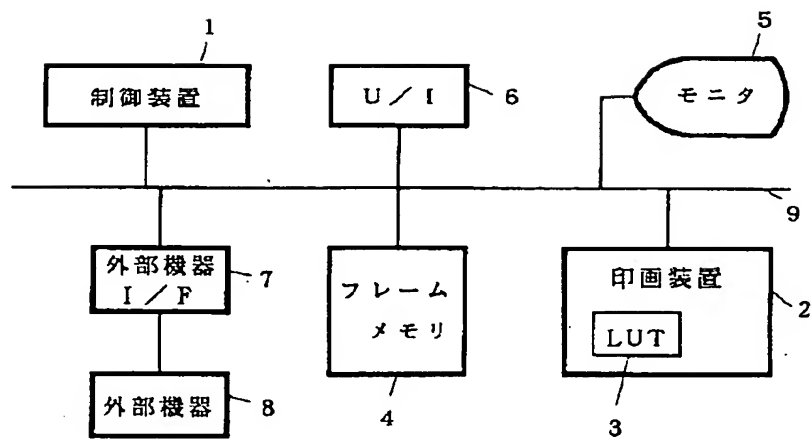 1
制御装置
U/I
6
5
モニタ
9
外部機器
I/F
7
外部機器
8
フレーム
メモリ
4
印画装置
2
LUT
3